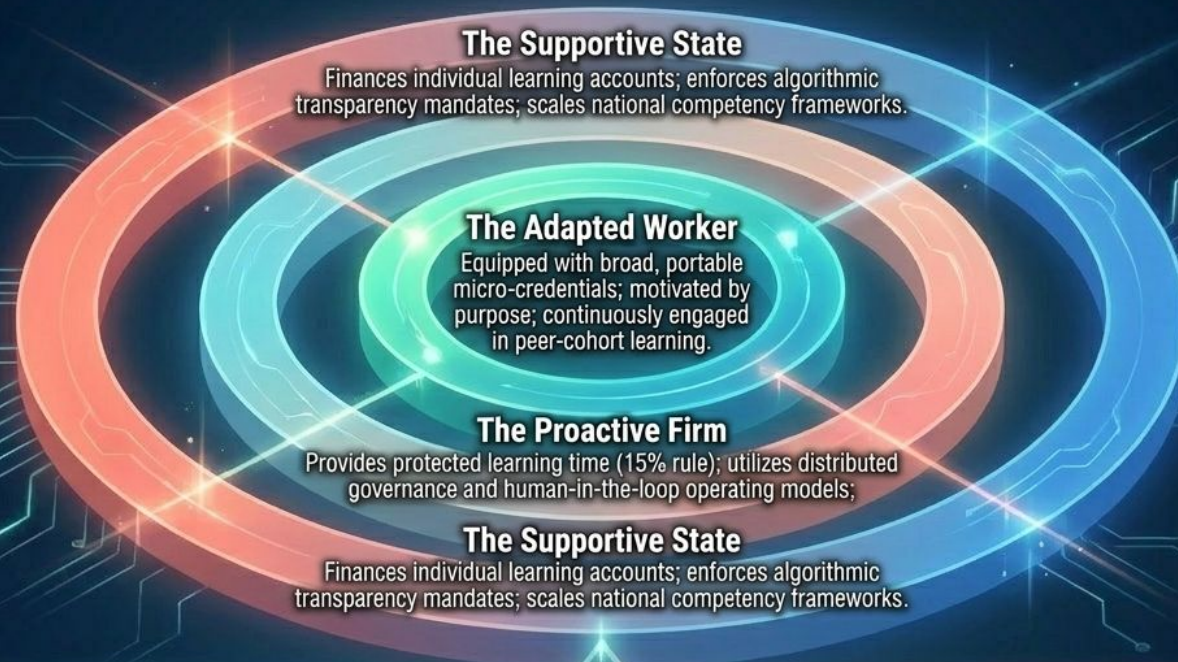 The Supportive State
Finances individual learning accounts; enforces algorithmic
transparency mandates; scales national competency frameworks.
The Adapted Worker
Equipped with broad, portable
micro-credentials; motivated by
purpose; continuously engaged
in peer-cohort learning.
The Proactive Firm
Provides protected learning time (15% rule); utilizes distributed
governance and human-in-the-loop operating models;
The Supportive State
Finances individual learning accounts; enforces algorithmic
transparency mandates; scales national competency frameworks.